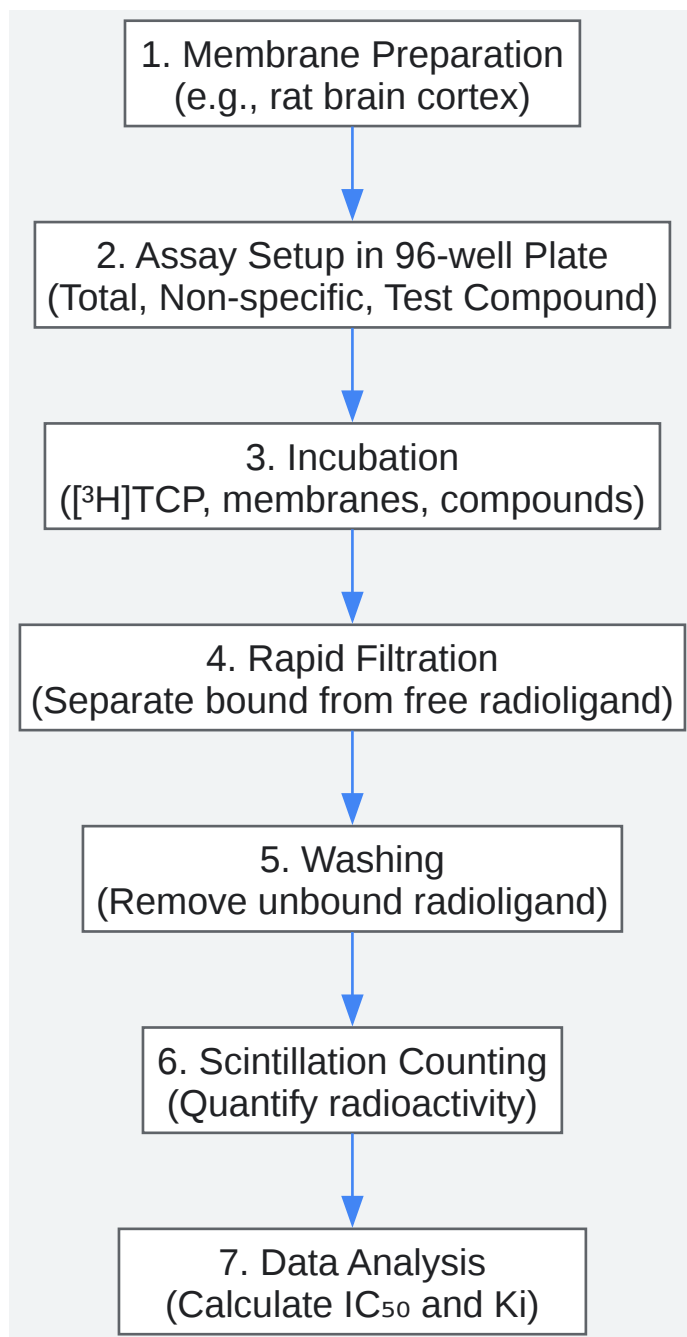 1. Membrane Preparation
(e.g., rat brain cortex)
2. Assay Setup in 96-well Plate
(Total, Non-specific, Test Compound)
3. Incubation
([³H]TCP, membranes, compounds)
4. Rapid Filtration
(Separate bound from free radioligand)
5. Washing
(Remove unbound radioligand)
6. Scintillation Counting
(Quantify radioactivity)
7. Data Analysis
(Calculate IC₅₀ and Ki)